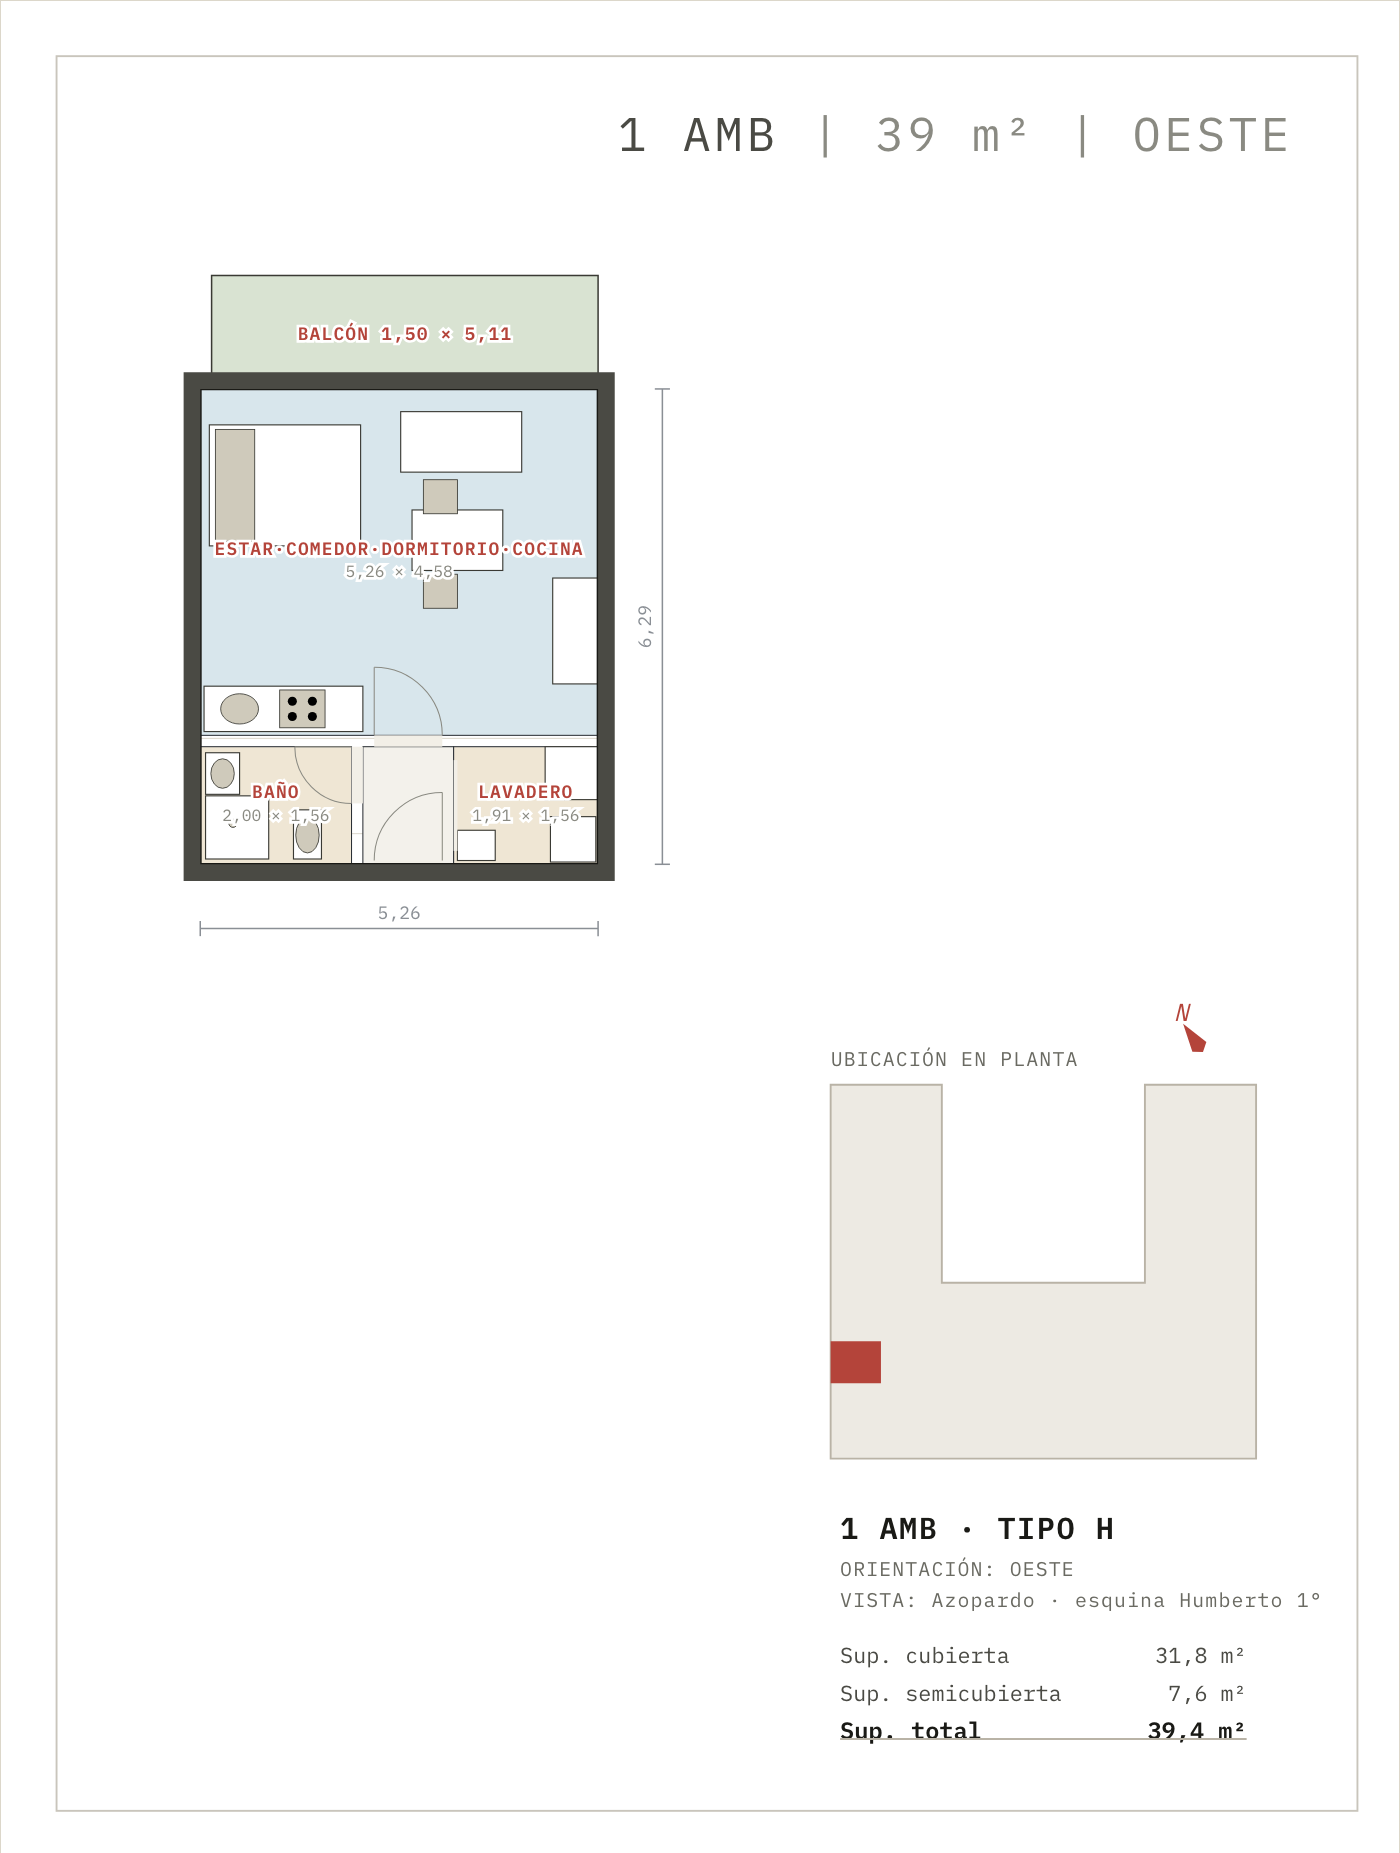 1 AMB | 39 m² | OESTE
BALCÓN 1,50 × 5,11
ESTAR·COMEDOR·DORMITORIO·COCINA
5,26 × 4,58
6,29
BAÑO
2,00 × 1,56
LAVADERO
1,91 × 1,56
5,26
N
UBICACIÓN EN PLANTA
1 AMB · TIPO H
ORIENTACIÓN: OESTE
VISTA: Azopardo · esquina Humberto 1°
Sup. cubierta 31,8 m²
Sup. semicubierta 7,6 m²
Sup. total 39,4 m²